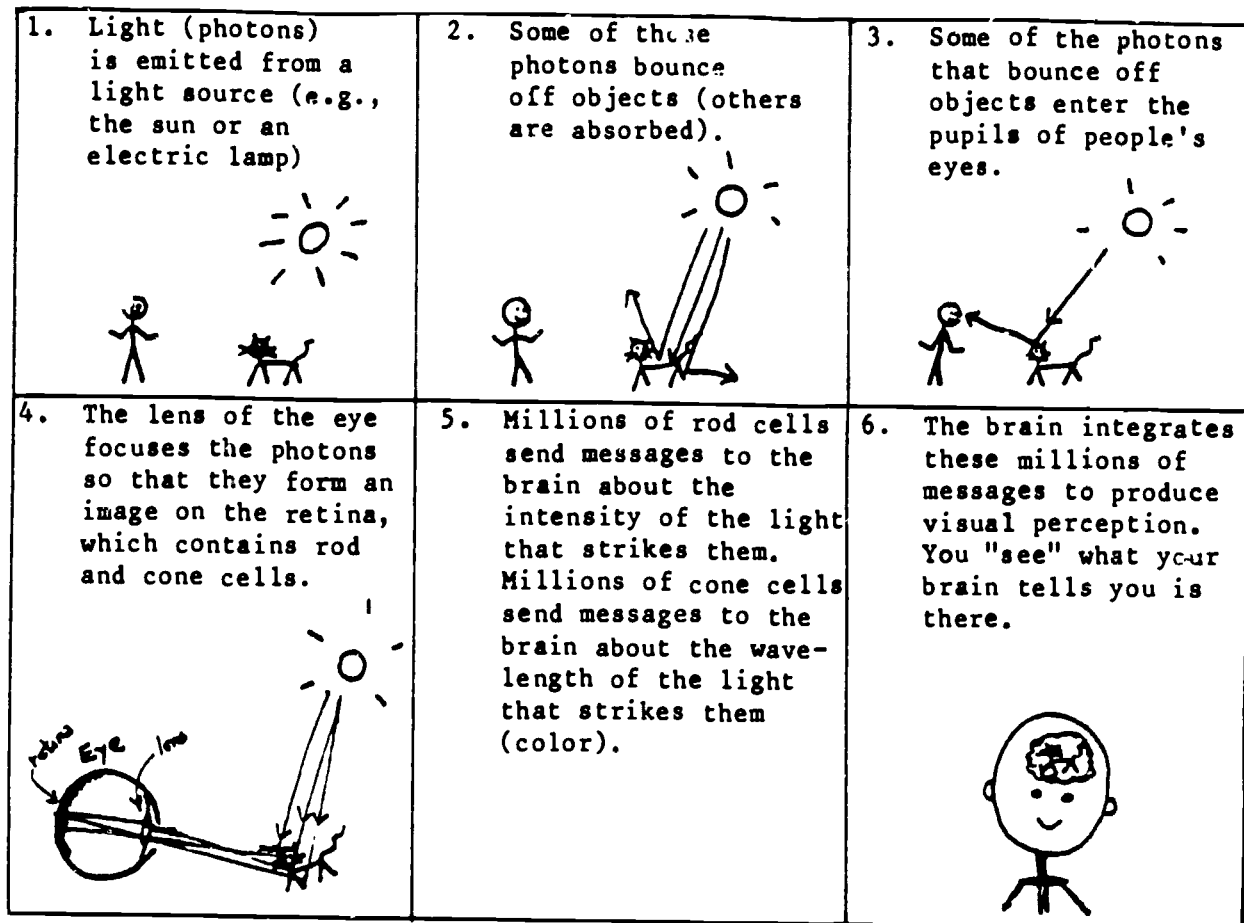 1. Light (photons)
is emitted from a
light source (e.g.,
the sun or an
electric lamp)
2. Some of these
photons bounce
off objects (others
are absorbed).
3. Some of the photons
that bounce off
objects enter the
pupils of people's
eyes.
4. The lens of the eye
focuses the photons
so that they form an
image on the retina,
which contains rod
and cone cells.
retina
Eye
lens
5. Millions of rod cells
send messages to the
brain about the
intensity of the light
that strikes them.
Millions of cone cells
send messages to the
brain about the wave-
length of the light
that strikes them
(color).
6. The brain integrates
these millions of
messages to produce
visual perception.
You "see" what your
brain tells you is
there.